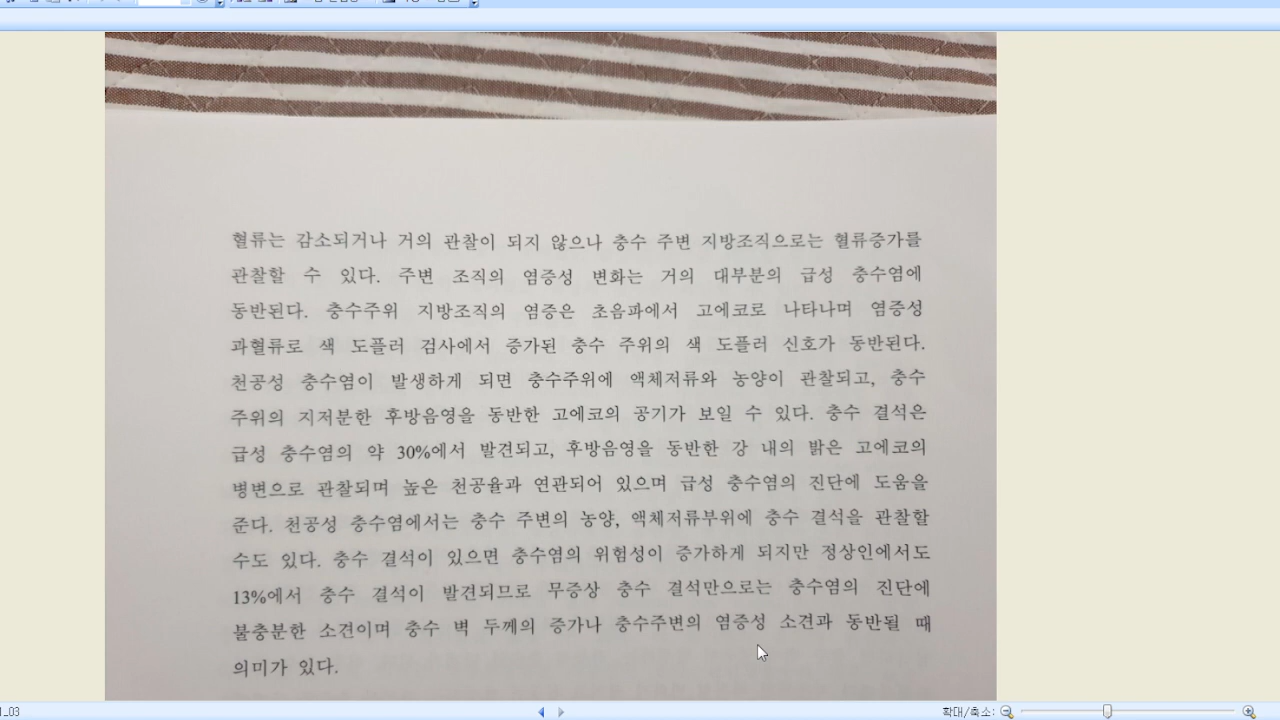 혈류는 감소되거나 거의 관찰이 되지 않으나 충수 주변 지방조직으로는 혈류증가를
관찰할 수 있다. 주변 조직의 염증성 변화는 거의 대부분의 급성 충수염에
동반된다. 충수주위 지방조직의 염증은 초음파에서 고에코로 나타나며 염증성
과혈류로 색 도플러 검사에서 증가된 충수 주위의 색 도플러 신호가 동반된다.
천공성 충수염이 발생하게 되면 충수주위에 액체저류와 농양이 관찰되고, 충수
주위의 지저분한 후방음영을 동반한 고에코의 공기가 보일 수 있다. 충수 결석은
급성 충수염의 약 30%에서 발견되고, 후방음영을 동반한 강 내의 밝은 고에코의
병변으로 관찰되며 높은 천공율과 연관되어 있으며 급성 충수염의 진단에 도움을
준다. 천공성 충수염에서는 충수 주변의 농양, 액체저류부위에 충수 결석을 관찰할
수도 있다. 충수 결석이 있으면 충수염의 위험성이 증가하게 되지만 정상인에서도
13%에서 충수 결석이 발견되므로 무증상 충수 결석만으로는 충수염의 진단에
불충분한 소견이며 충수 벽 두께의 증가나 충수주변의 염증성 소견과 동반될 때
의미가 있다.
_03
확대/축소: